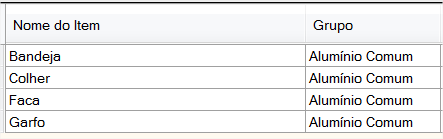 Nome do Item Grupo
Bandeja Alumínio Comum
Colher Alumínio Comum
Faca Alumínio Comum
Garfo Alumínio Comum